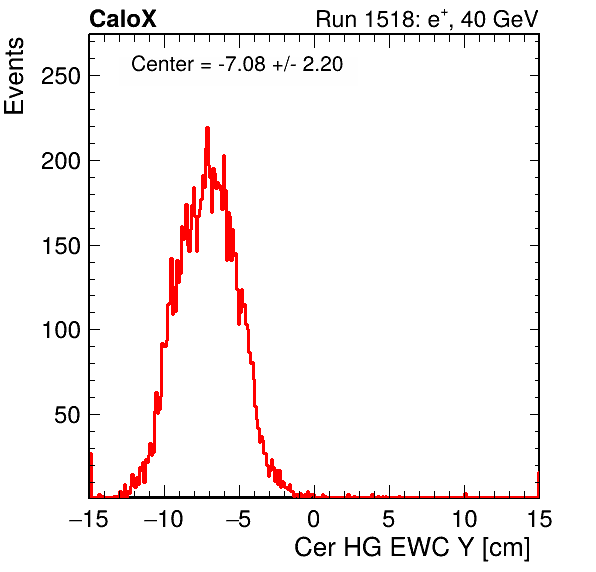 CaloX
Run 1518: e+, 40 GeV
Center = -7.08 +/- 2.20
Events
250
200
150
100
50
−15 −10 −5 0 5 10 15
Cer HG EWC Y [cm]